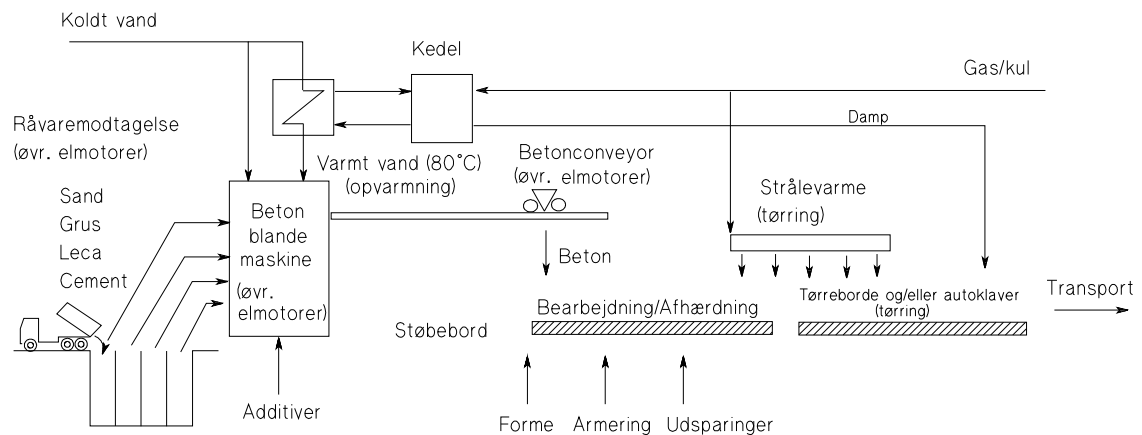 Koldt vand
Kedel
Gas/kul
Råvaremodtagelse
(øvr. elmotorer)
Damp
Varmt vand (80°C)
(opvarmning)
Betonconveyor
(øvr. elmotorer)
Strålevarme
(tørring)
Sand
Grus
Leca
Cement
Beton
blande
maskine
(øvr.
elmotorer)
Beton
Bearbejdning/Afhærdning
Tørreborde og/eller autoklaver
(tørring)
Transport
Støbebord
Additiver
Forme
Armering
Udsparinger